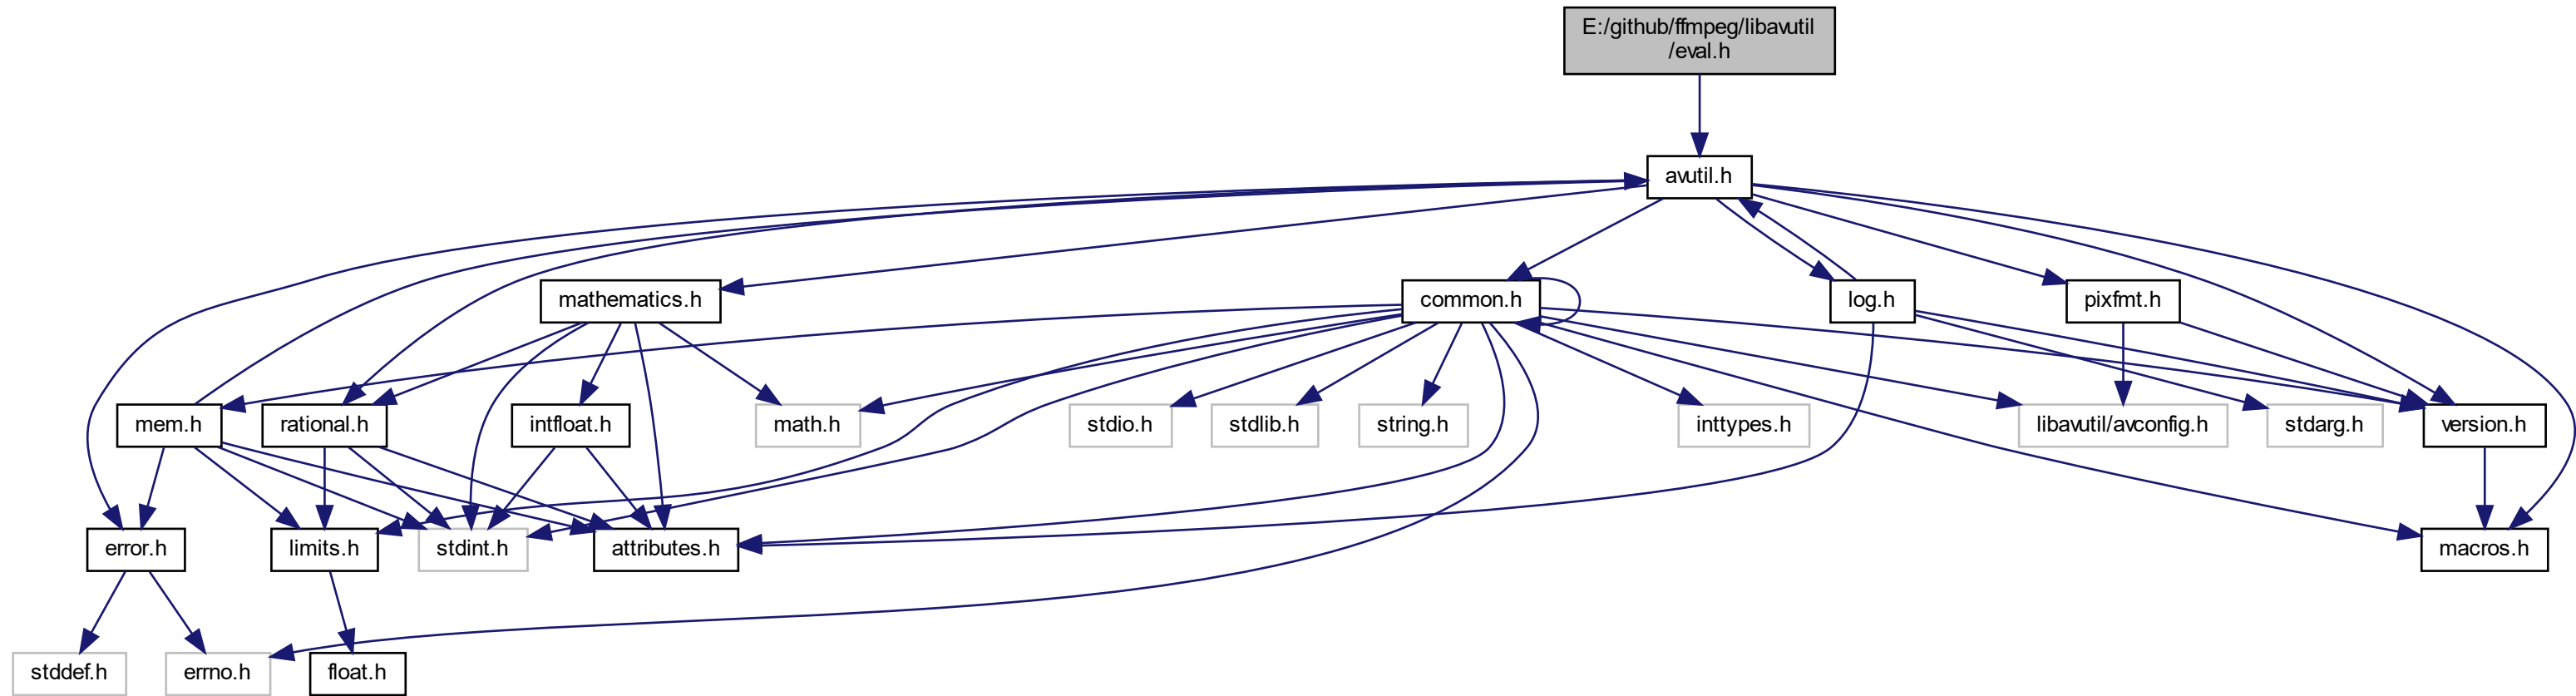 E:/github/ffmpeg/libavutil
/eval.h
avutil.h
mathematics.h
common.h
log.h
pixfmt.h
mem.h
rational.h
intfloat.h
math.h
stdio.h
stdlib.h
string.h
inttypes.h
libavutil/avconfig.h
stdarg.h
version.h
error.h
limits.h
stdint.h
attributes.h
macros.h
stddef.h
errno.h
float.h